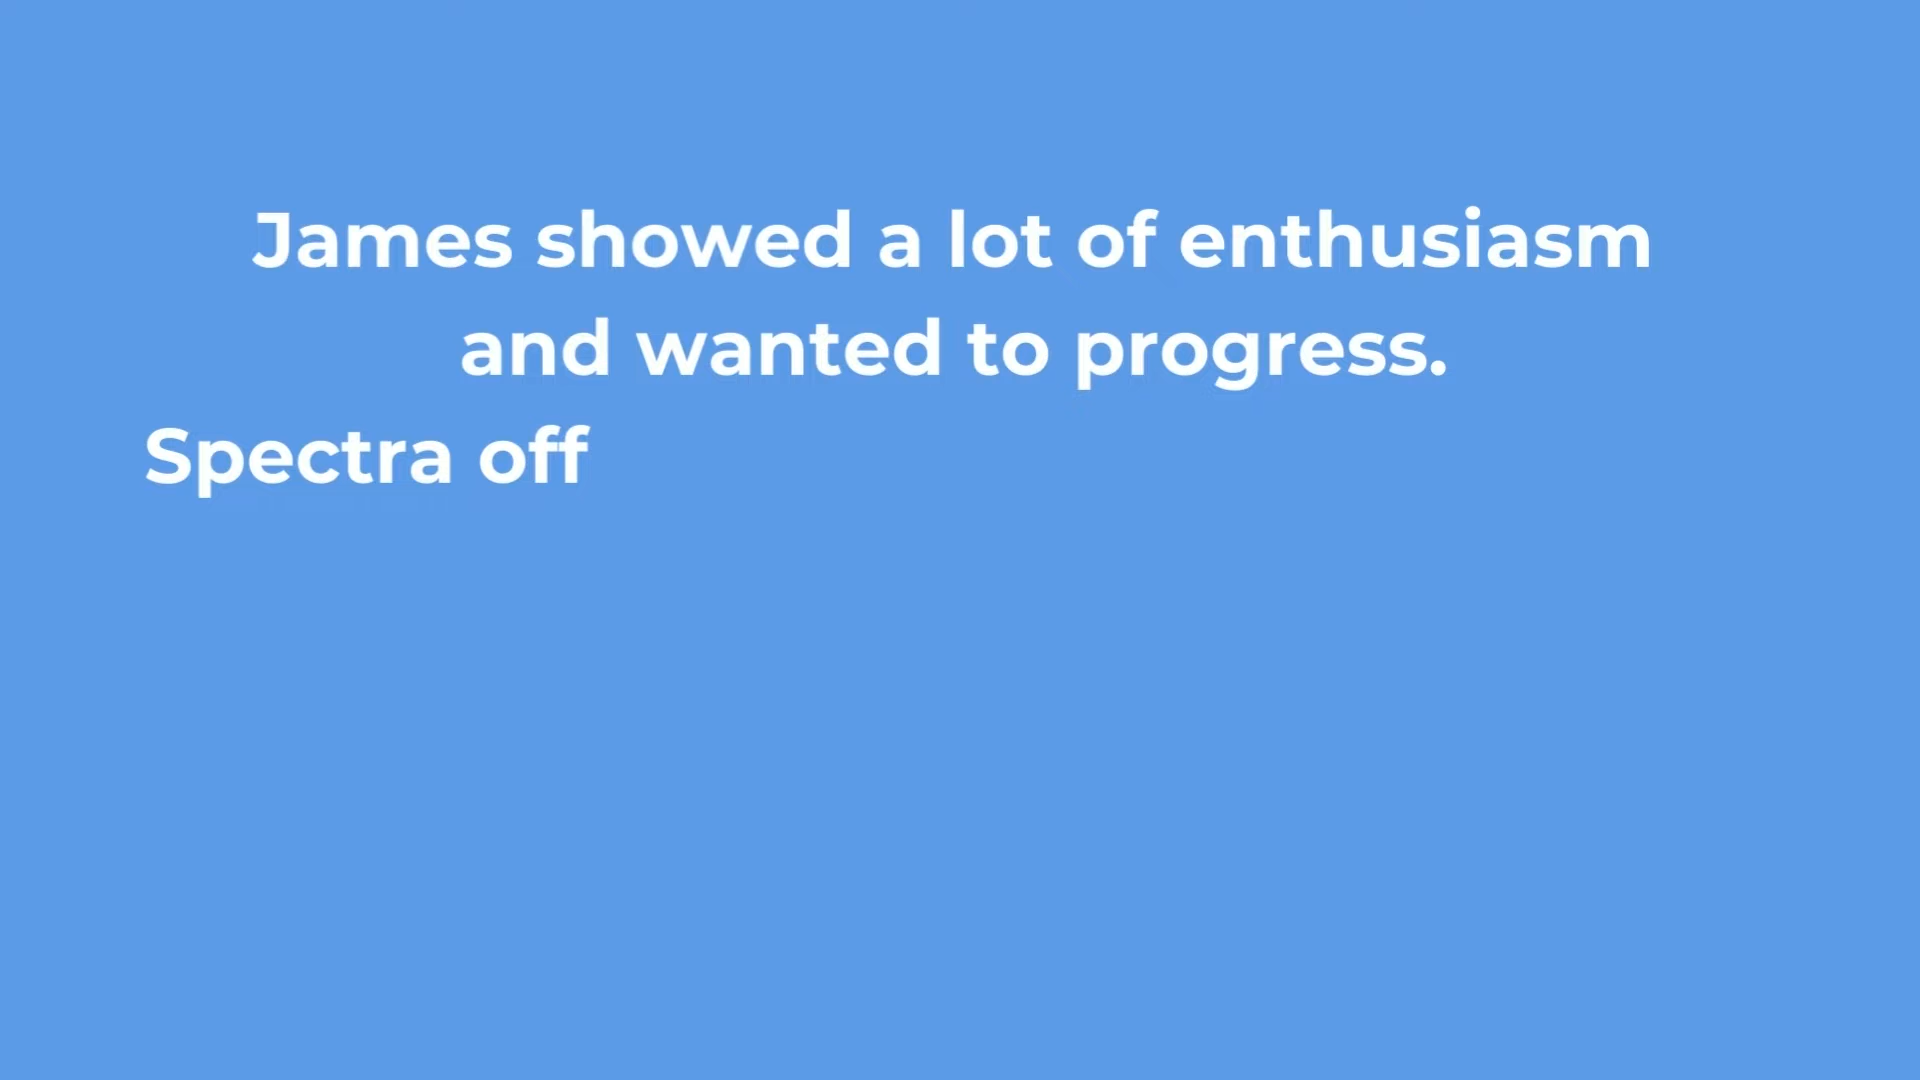 James showed a lot of enthusiasm
and wanted to progress.
Spectra off